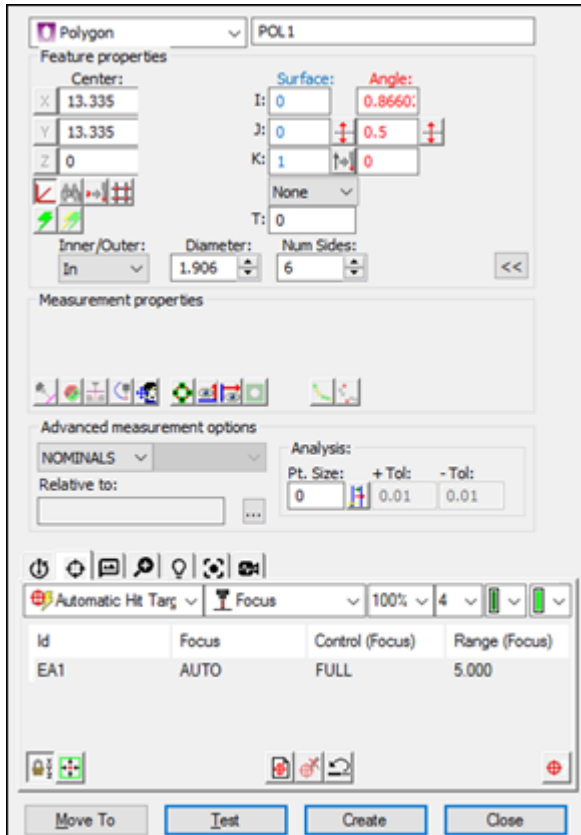 Polygon POL1
Feature properties
Center: Surface: Angle:
X 13.335 I: 0 0.8660
Y 13.335 J: 0 0.5
Z 0 K: 1 0
None
T: 0
Inner/Outer: Diameter: Num Sides:
In 1.906 6 <<
Measurement properties
Advanced measurement options
NOMINALS Analysis:
Pt. Size: + Tol: - Tol:
Relative to: 0 0.01 0.01
...
Automatic Hit Targ Focus 100% 4
Id Focus Control (Focus) Range (Focus)
EA1 AUTO FULL 5.000
Move To Test Create Close